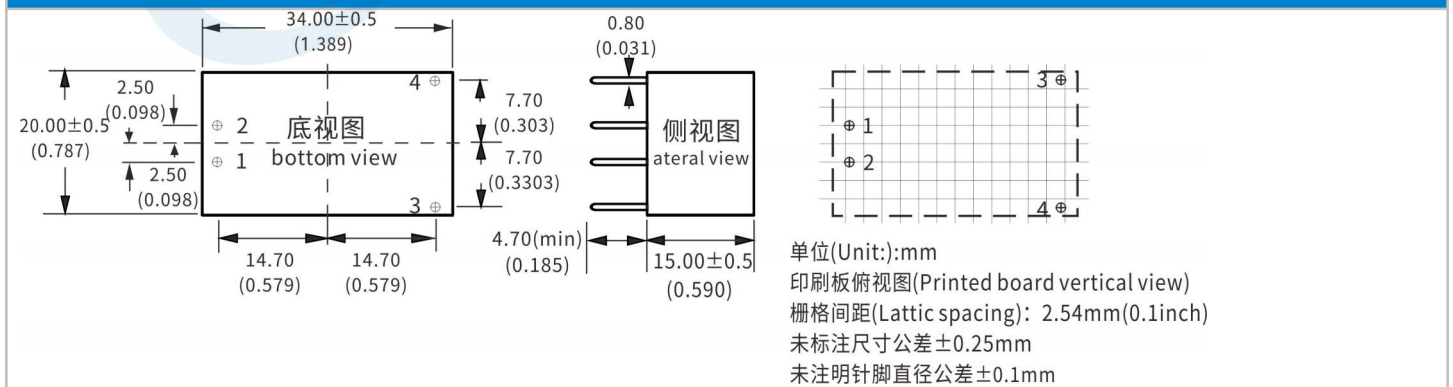 34.00±0.5
(1.389)
0.80
(0.031)
4
3
2.50
(0.098)
7.70
(0.303)
20.00±0.5
(0.787)
2
底视图
侧视图
1
1
bottom view
ateral view
2
7.70
(0.3303)
2.50
(0.098)
3
4
4.70(min)
(0.185)
15.00±0.5
(0.590)
14.70
(0.579)
14.70
(0.579)
单位(Unit:):mm
印刷板俯视图(Printed board vertical view)
栅格间距(Lattic spacing)：2.54mm(0.1inch)
未标注尺寸公差±0.25mm
未注明针脚直径公差±0.1mm